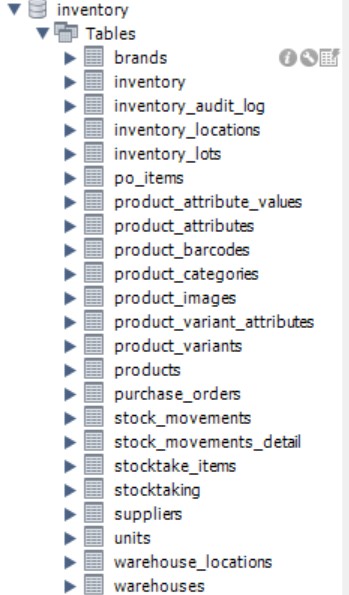 inventory
Tables
brands
inventory
inventory_audit_log
inventory_locations
inventory_lots
po_items
product_attribute_values
product_attributes
product_barcodes
product_categories
product_images
product_variant_attributes
product_variants
products
purchase_orders
stock_movements
stock_movements_detail
stocktake_items
stocktaking
suppliers
units
warehouse_locations
warehouses